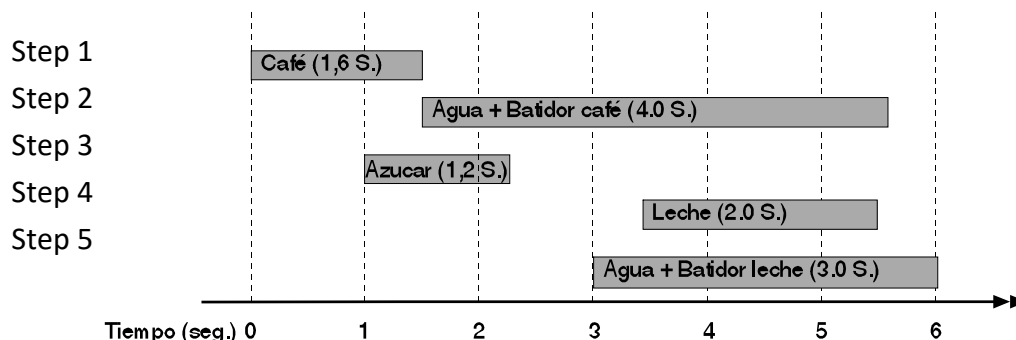 Step 1
Café (1,6 S.)
Step 2
Agua + Batidor café (4.0 S.)
Step 3
Azucar (1,2 S.)
Step 4
Leche (2.0 S.)
Step 5
Agua + Batidor leche (3.0 S.)
Tiempo (seg.) 0 1 2 3 4 5 6